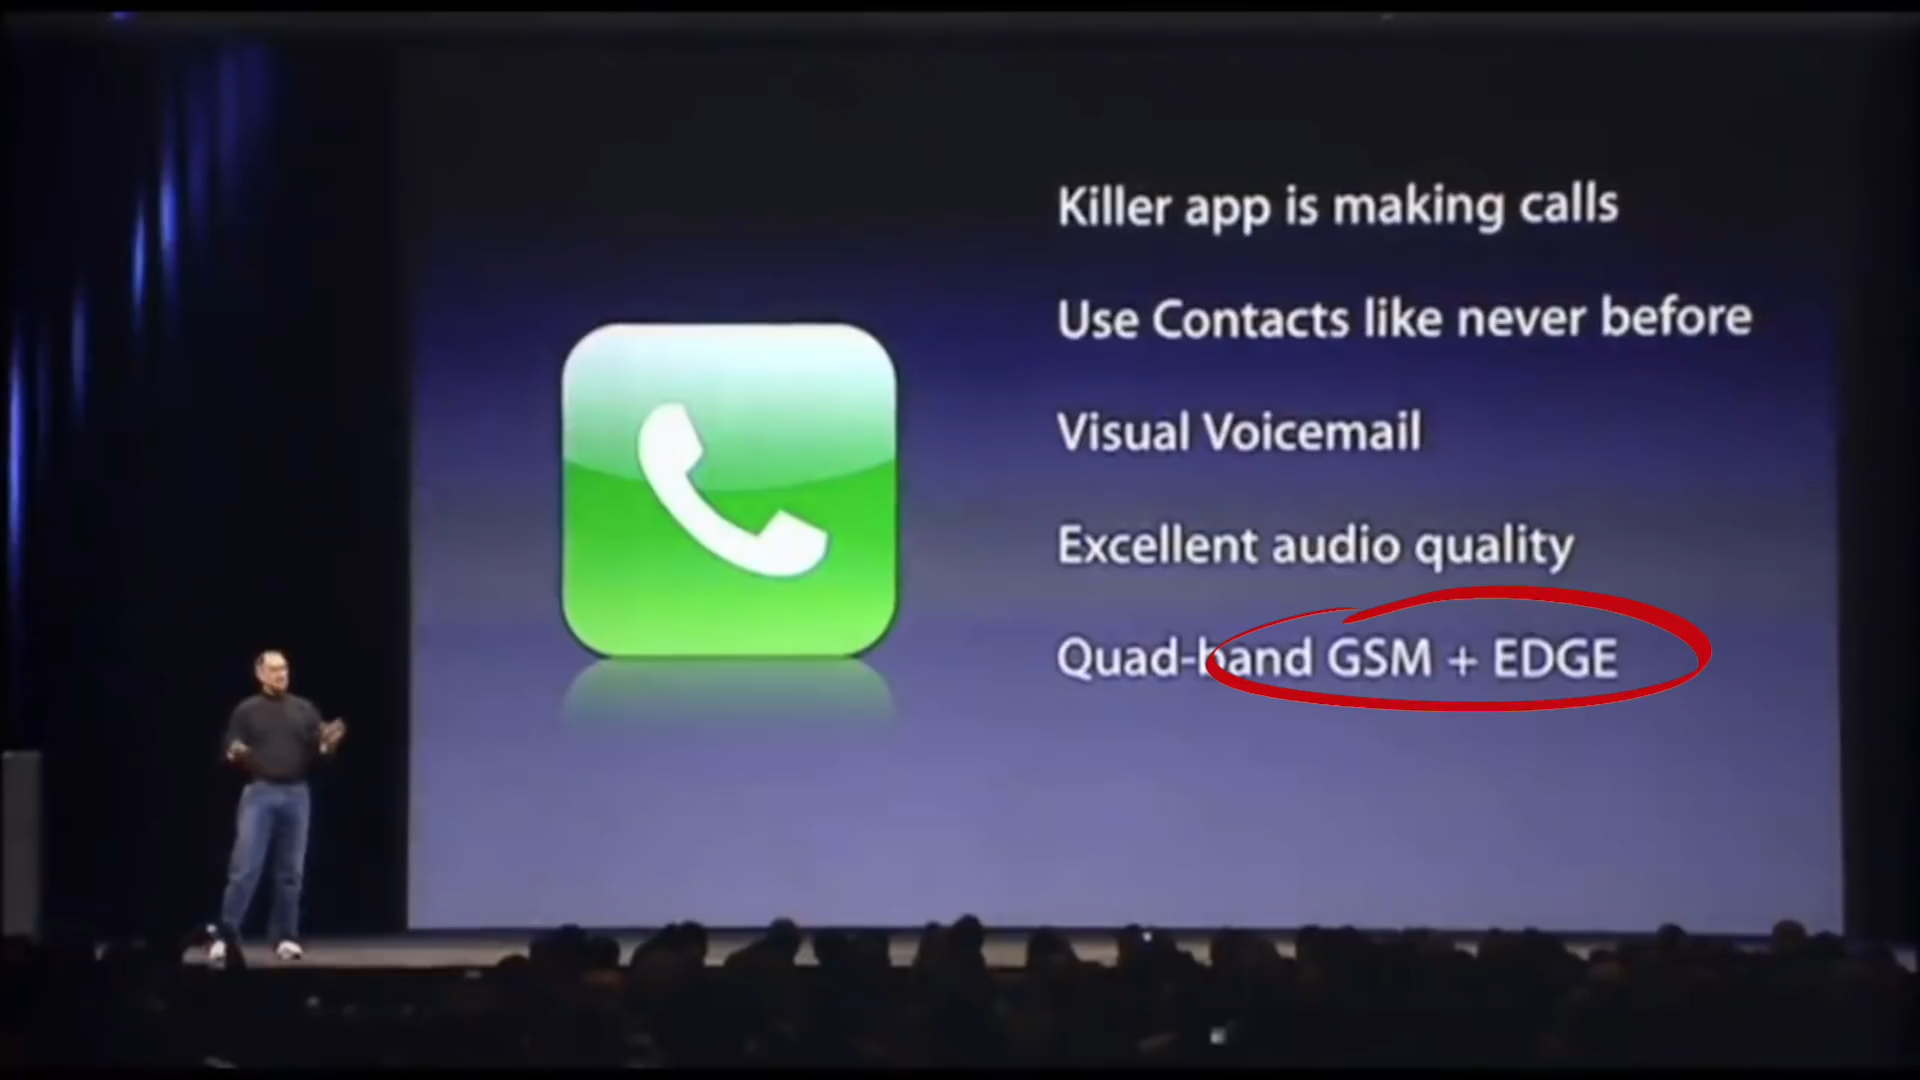 Killer app is making calls
Use Contacts like never before
Visual Voicemail
Excellent audio quality
Quad-band GSM + EDGE